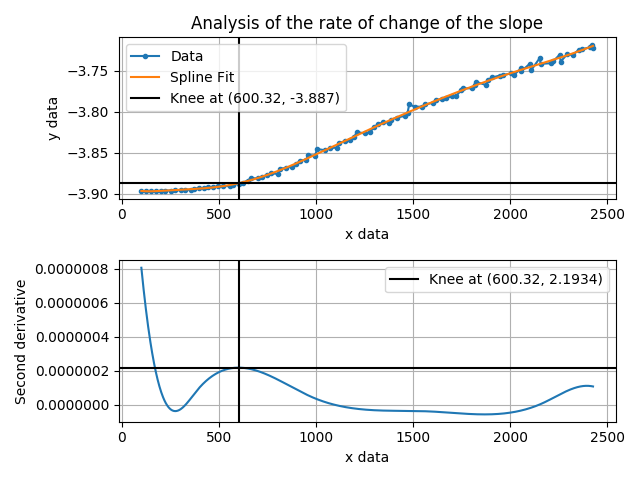 Analysis of the rate of change of the slope
Data
Spline Fit
Knee at (600.32, -3.887)
y data
−3.75
−3.80
−3.85
−3.90
0
500
1000
1500
2000
2500
x data
Knee at (600.32, 2.1934)
Second derivative
0.0000008
0.0000006
0.0000004
0.0000002
0.0000000
0
500
1000
1500
2000
2500
x data